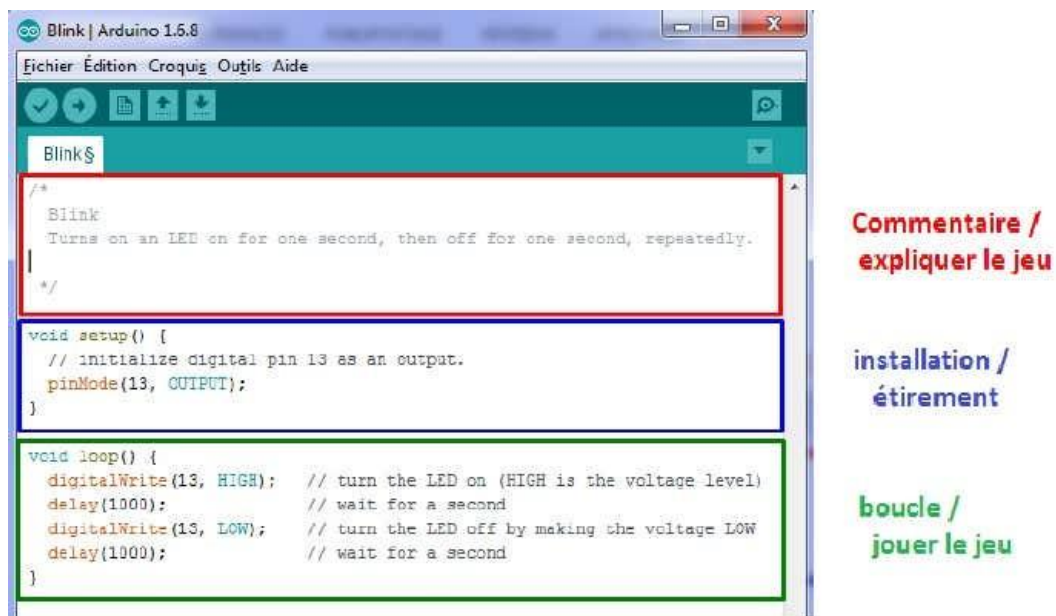 Blink | Arduino 1.6.8
Fichier Édition Croquis Outils Aide
Blink§
/*
Blink
Turns on an LED on for one second, then off for one second, repeatedly.
*/
Commentaire /
expliquer le jeu
void setup() {
// initialize digital pin 13 as an output.
pinMode(13, OUTPUT);
}
installation /
étirement
void loop() {
digitalWrite(13, HIGH); // turn the LED on (HIGH is the voltage level)
delay(1000); // wait for a second
digitalWrite(13, LOW); // turn the LED off by making the voltage LOW
delay(1000); // wait for a second
}
boucle /
jouer le jeu